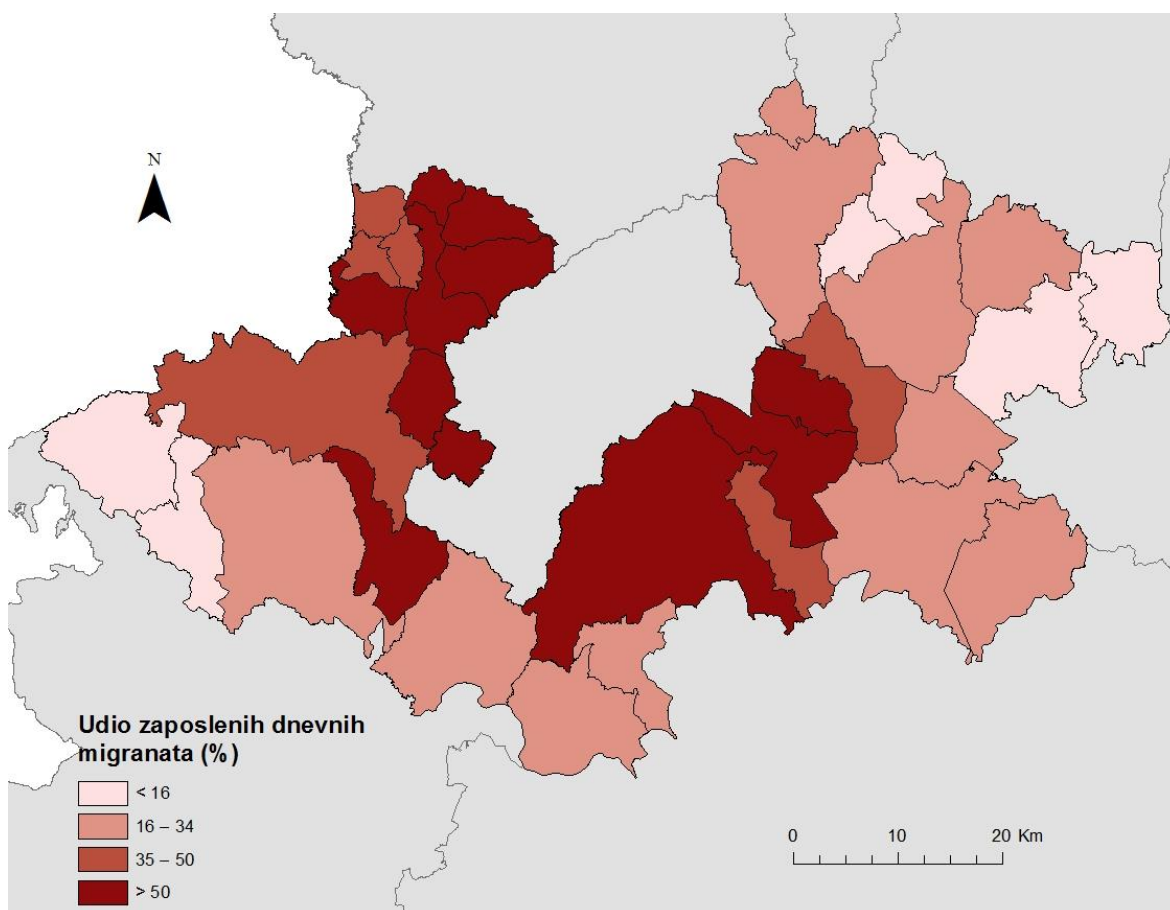 N
Udio zaposlenih dnevnih
migranata (%)
< 16
16 – 34
35 – 50
> 50
0 10 20 Km